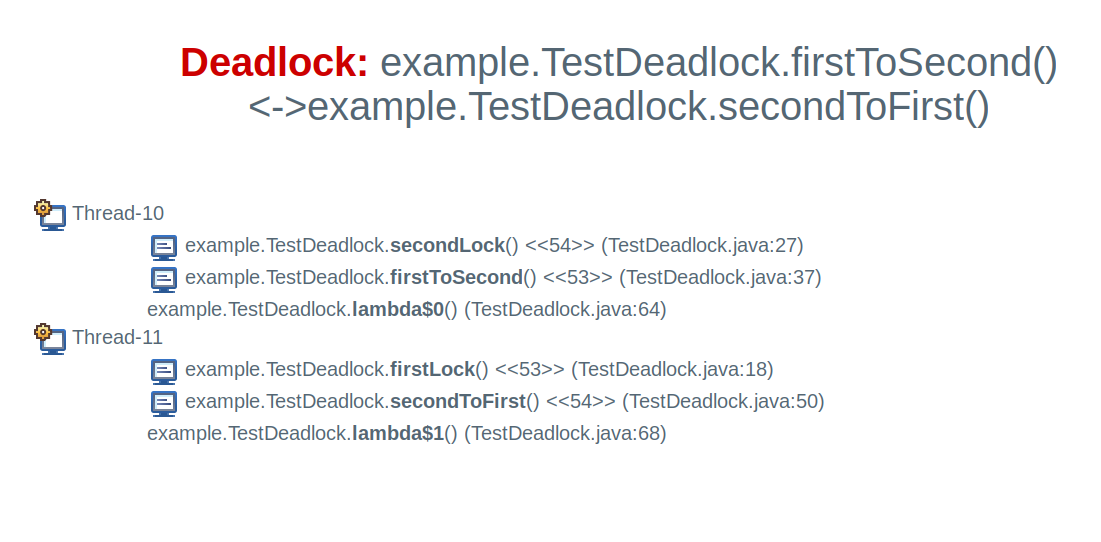 Deadlock: example.TestDeadlock.firstToSecond()
<->example.TestDeadlock.secondToFirst()
Thread-10
example.TestDeadlock.secondLock() <<54>> (TestDeadlock.java:27)
example.TestDeadlock.firstToSecond() <<53>> (TestDeadlock.java:37)
example.TestDeadlock.lambda$0() (TestDeadlock.java:64)
Thread-11
example.TestDeadlock.firstLock() <<53>> (TestDeadlock.java:18)
example.TestDeadlock.secondToFirst() <<54>> (TestDeadlock.java:50)
example.TestDeadlock.lambda$1() (TestDeadlock.java:68)